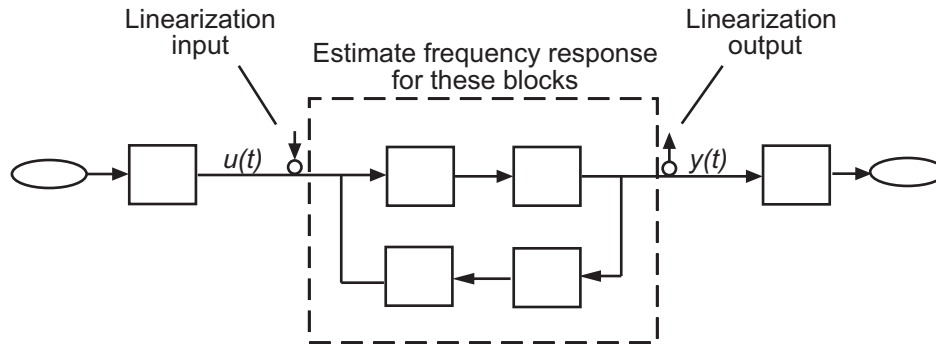 Linearization
input
Estimate frequency response
for these blocks
Linearization
output
u(t)
y(t)